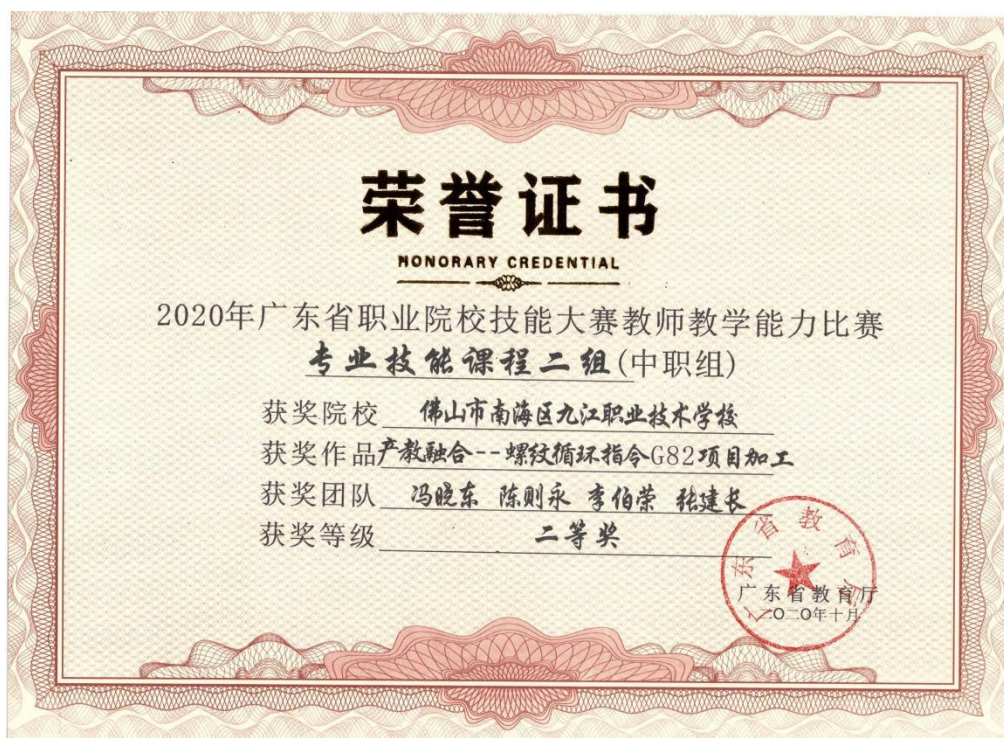 荣誉证书
HONORARY CREDENTIAL
2020年广东省职业院校技能大赛教师教学能力比赛
专业技能课程二组(中职组)
获奖院校 佛山市南海区九江职业技术学校
获奖作品 产教融合--螺纹循环指令G82项目加工
获奖团队 冯晓东 陈则永 李伯荣 张建长
获奖等级 二等奖
广东省教育厅
广东省教育厅
二〇二〇年十月